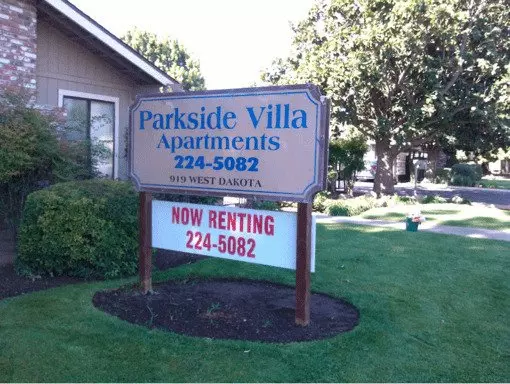 Parkside Villa
Apartments
224-5082
919 WEST DAKOTA
NOW RENTING
224-5082